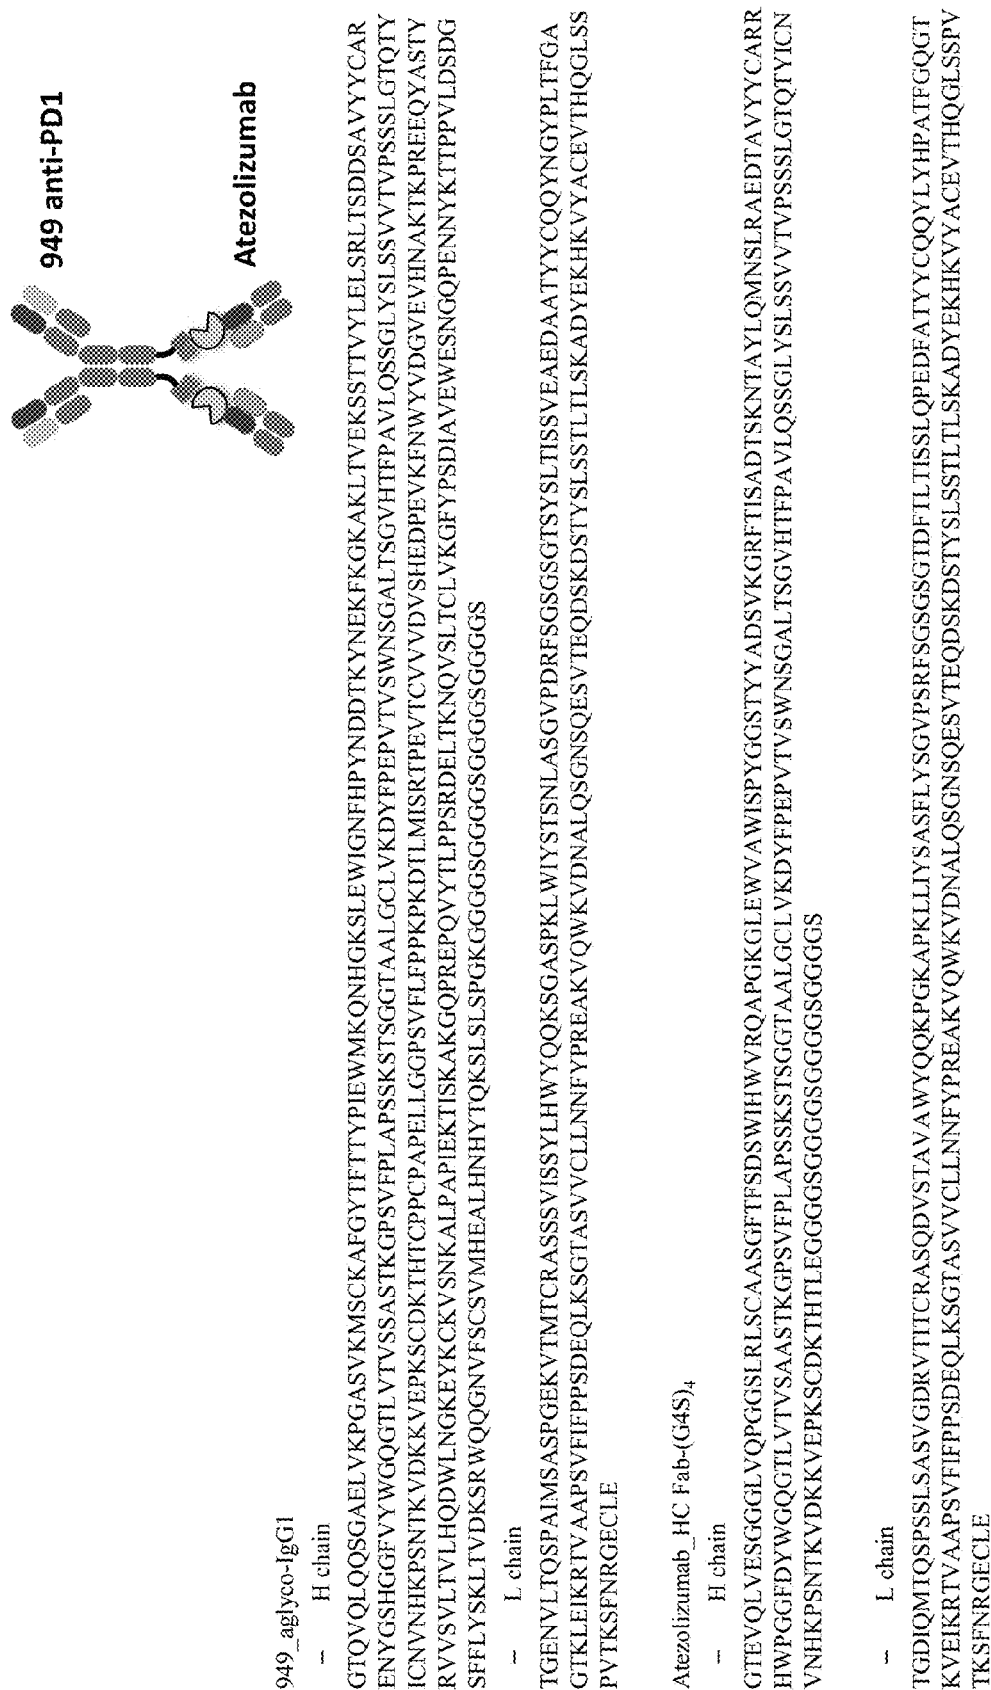 949 anti-PD1
Atezolizumab
949_aglyco-IgG1
– H chain
GTQVQLQQSGAELVKPGASVKMSCKAFGYTFTTYPIEWMKQNHGKSLEWIGNFHPYNDDTKYNEKFKGKAKLTVEKSSTTVYLELSRLTSDDSAVYYCAR
ENYGSHGGFVYWGQGTLVTVSSASTKGPSVFPLAPSSKSTSGGTAALGCLVKDYFPEPVTVSWNSGALTSGVHTFPAVLQSSGLYSLSSVVTVPSSSLGTQTY
ICNVNHKPSNTKVDKKVEPKSCDKTHTCPPCPAPELLGGPSVFLFPPKPKDTLMISRTPEVTCVVVDVSHEDPEVKFNWYVDGVEVHNAKTKPREEQYASTY
RVVSVLTVLHQDWLNGKEYKCKVSNKALPAPIEKTISKAKGQPREPQVYTLPPSRDELTKNQVSLTCLVKGFYPSDIAVEWESNGQPENNYKTTPPVLDSDG
SFFLYSKLTVDKSRWQQGNVFSCSVMHEALHNHYTQKSLSLSPGKGGGGSGGGGSGGGGSGGGGS
– L chain
TGENVLTQSPAIMSASPGEKVTMTCRASSSVISSYLHWYQQKSGASPKLWIYSTSNLASGVPDRFSGSGSGTSYSLTISSVEAEDAATYYCQQYNGYPLTFGA
GTKLEIKRTVAAPSVFIFPPSDEQLKSGTASVVCLLNNFYPREAKVQWKVDNALQSGNSQESVTEQDSKDSTYSLSSTLTLSKADYEKHKVYACEVTHQGLSS
PVTKSFNRGECLE
Atezolizumab_HC Fab-(G4S)₄
– H chain
GTEVQLVESGGGLVQPGGSLRLSCAASGFTFSDSWIHWVRQAPGKGLEWVAWISPYGGSTYYADSVKGRFTISADTSKNTAYLQMNSLRAEDTAVYYCARR
HWPGGFDYWGQGTLVTVSAASTKGPSVFPLAPSSKSTSGGTAALGCLVKDYFPEPVTVSWNSGALTSGVHTFPAVLQSSGLYSLSSVVTVPSSSLGTQTYICN
VNHKPSNTKVDKKVEPKSCDKTHTLEGGGGSGGGGSGGGGSGGGGS
– L chain
TGDIQMTQSPSSLSASVGDRVTITCRASQDVSTAVAWYQQKPGKAPKLLIYSASFLYSGVPSRFSGSGSGTDFTLTISSLQPEDFATYYCQQYLYHPATFGQGT
KVEIKRTVAAPSVFIFPPSDEQLKSGTASVVCLLNNFYPREAKVQWKVDNALQSGNSQESVTEQDSKDSTYSLSSTLTLSKADYEKHKVYACEVTHQGLSSPV
TKSFNRGECLE